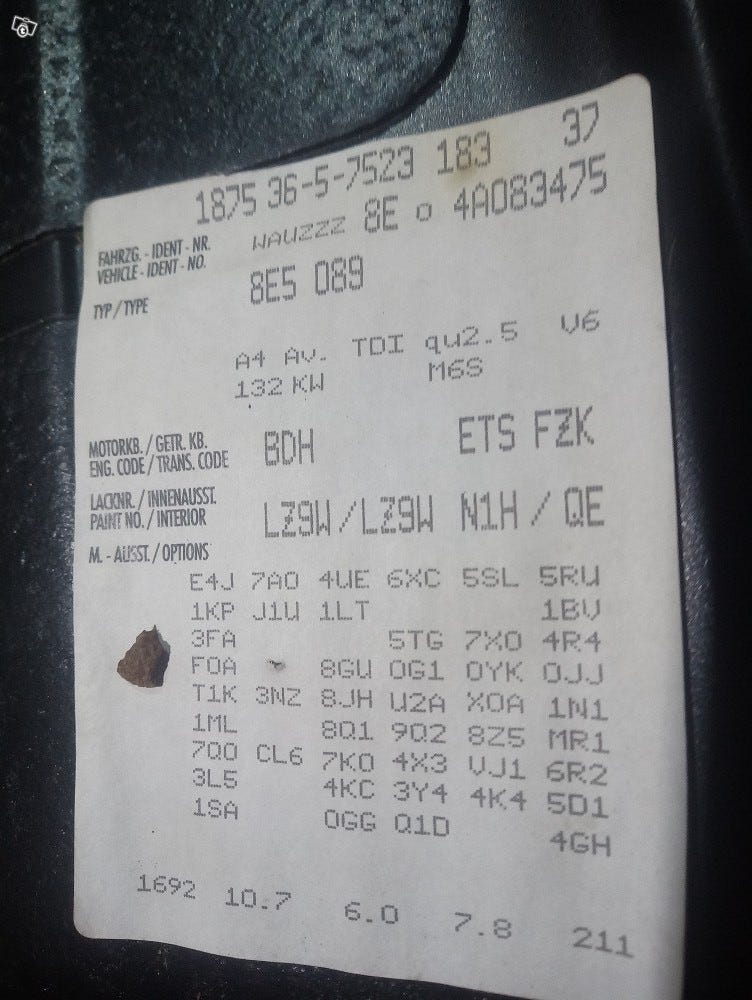 1875 36-5-7523 183 37
FAHRZG. - IDENT - NR.
VEHICLE - IDENT - NO.
WAUZZZ 8E 0 4A083475
TYP / TYPE
8E5 089
A4 Av. TDI qu2.5 V6
132 KW M6S
MOTORKB. / GETR. KB.
ENG. CODE / TRANS. CODE
BDH ETS FZK
LACKNR. / INNENAUSST.
PAINT NO. / INTERIOR
LZ9W / LZ9W N1H / QE
M. - AUSST. / OPTIONS
E4J 7A0 4UE 6XC 5SL 5RU
1KP J1U 1LT 1BV
3FA 5TG 7X0 4R4
F0A 8GU 0G1 0YK 0JJ
T1K 3NZ 8JH U2A X0A 1N1
1ML 8Q1 9Q2 8Z5 MR1
7Q0 CL6 7K0 4X3 VJ1 6R2
3L5 4KC 3Y4 4K4 5D1
1SA 0GG Q1D 4GH
1692 10.7 6.0 7.8 211